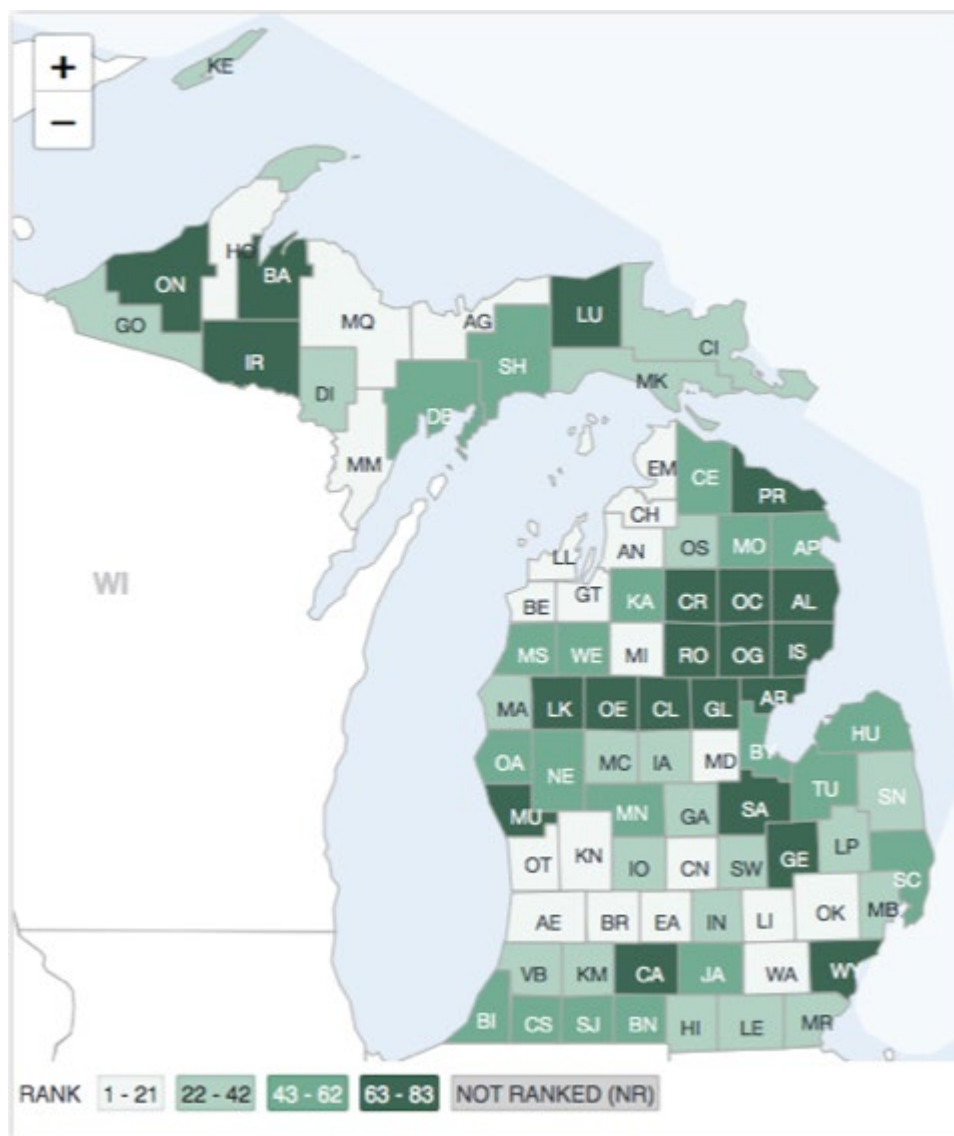 +
KE
−
HO
BA
ON
LU
MQ
AG
GO
CI
IR
SH
MK
DI
DE
MM
EM
CE
PR
CH
AN
OS
MO
AP
LL
WI
GT
BE
KA
CR
OC
AL
MS
WE
MI
RO
OG
IS
MA
LK
OE
CL
GL
AR
HU
OA
NE
MC
IA
MD
BY
TU
SN
MU
MN
GA
SA
OT
KN
IO
CN
SW
GE
LP
SC
AE
BR
EA
IN
LI
OK
MB
VB
KM
CA
JA
WA
WY
BI
CS
SJ
BN
HI
LE
MR
RANK 1 - 21 22 - 42 43 - 62 63 - 83 NOT RANKED (NR)